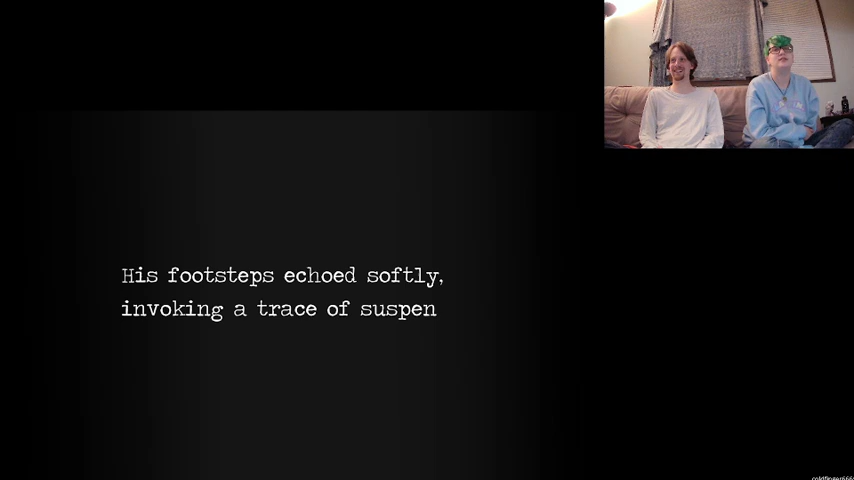 His footsteps echoed softly,
invoking a trace of suspen